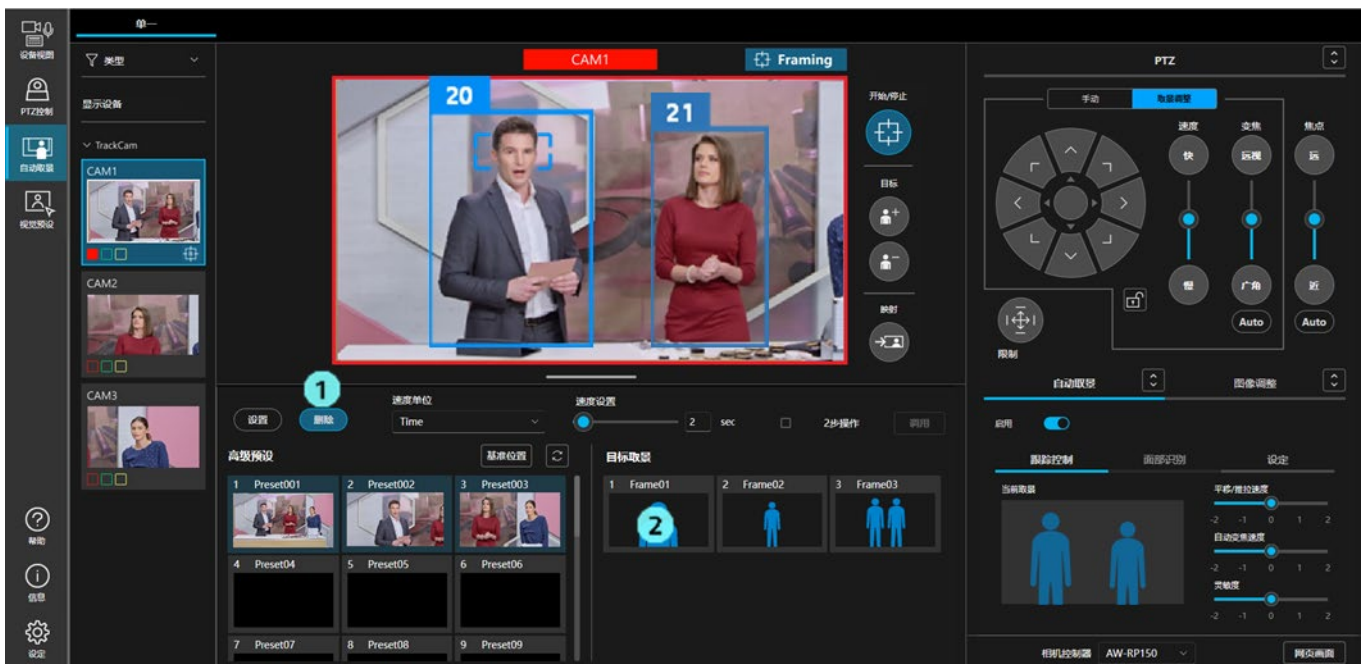 单一
设备视图
PTZ控制
自动取景
视觉预设
帮助
信息
设定
类型
显示设备
TrackCam
CAM1
CAM2
CAM3
CAM1
Framing
20
21
开始/停止
目标
映射
1
设置
删除
速度单位
Time
速度设置
2
sec
2步操作
调用
高级预设
基准位置
1 Preset001
2 Preset002
3 Preset003
4 Preset04
5 Preset05
6 Preset06
7 Preset07
8 Preset08
9 Preset09
目标取景
1 Frame01
2 Frame02
3 Frame03
2
PTZ
手动
取景调整
速度
变焦
焦点
快
远摄
远
慢
广角
近
Auto
Auto
限制
自动取景
图像调整
启用
跟踪控制
面部识别
设定
当前取景
平移/推拉速度
-2 -1 0 1 2
自动变焦速度
-2 -1 0 1 2
灵敏度
-2 -1 0 1 2
相机控制器
AW-RP150
网页画面